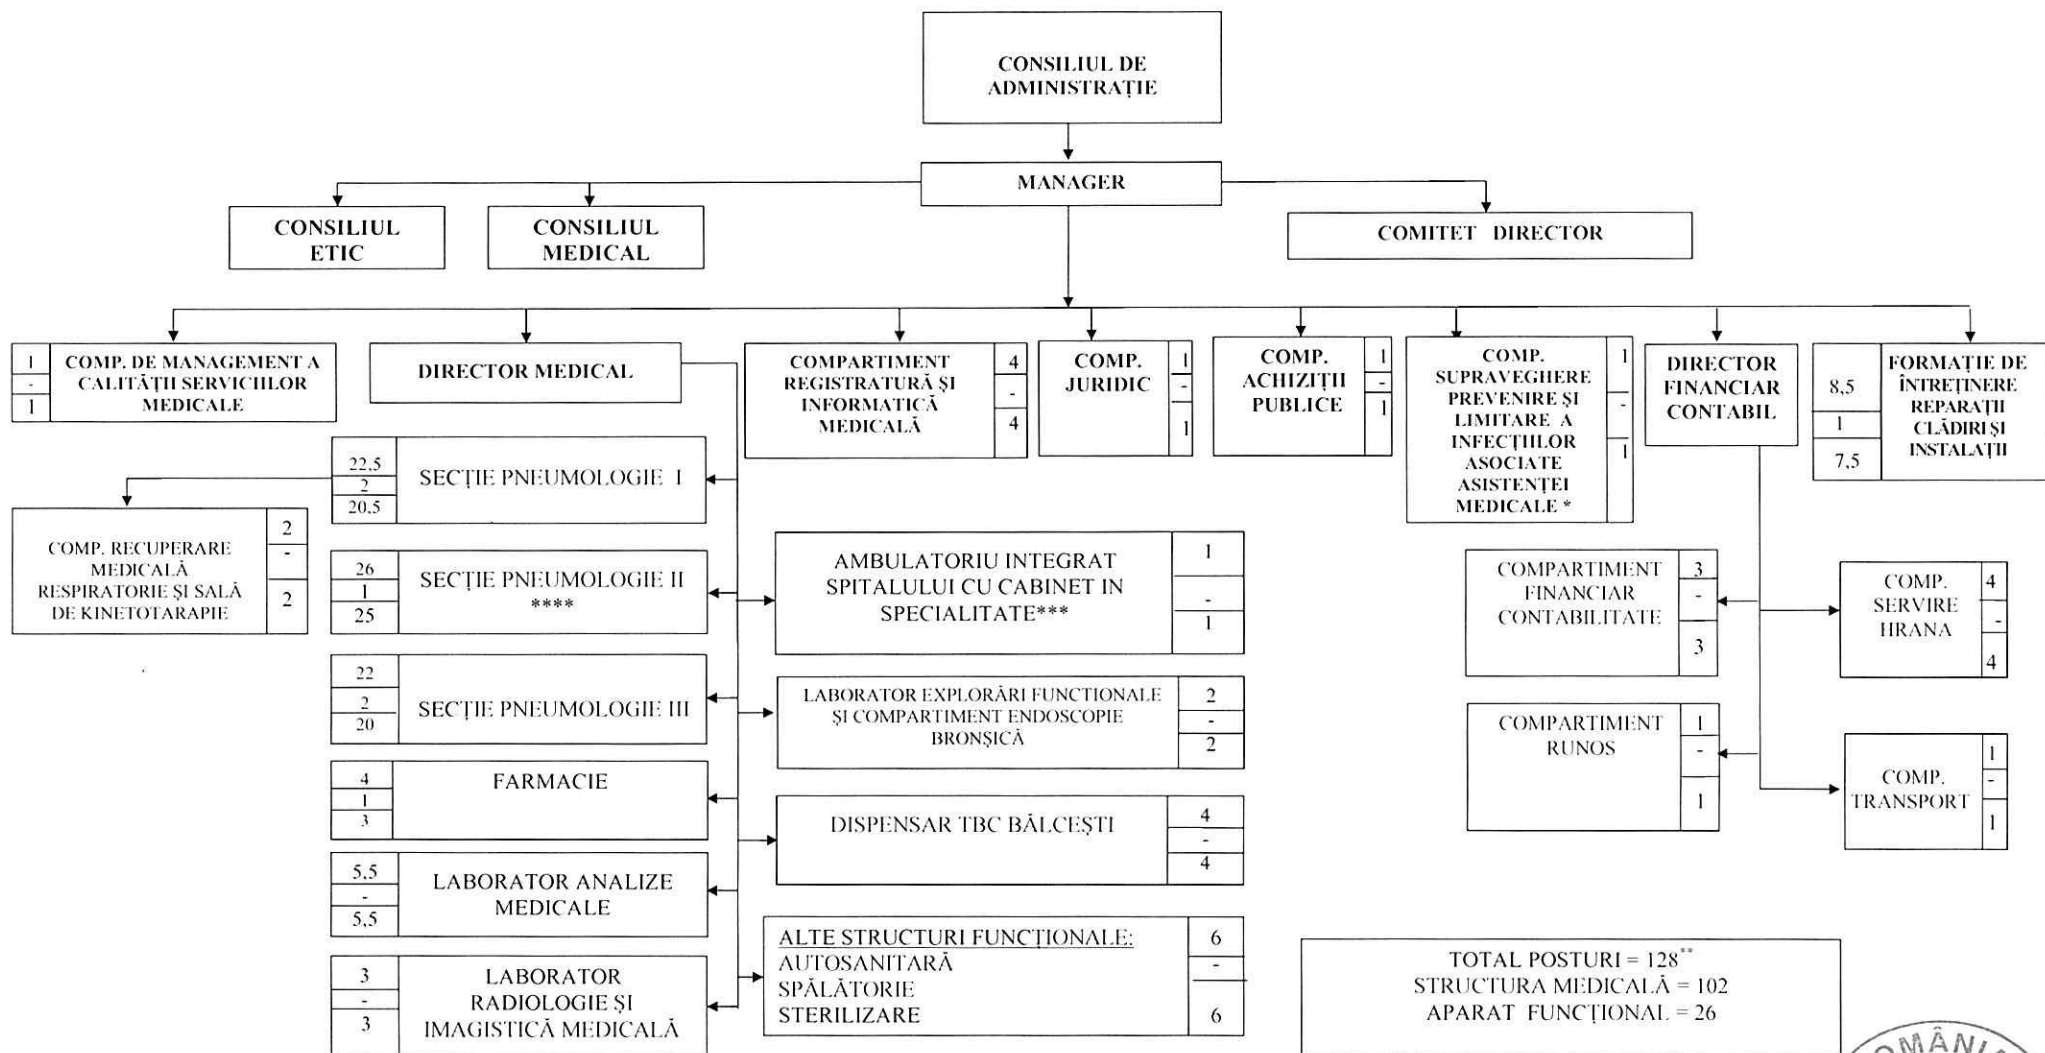 CONSILIUL DE
ADMINISTRAȚIE
MANAGER
CONSILIUL
ETIC
CONSILIUL
MEDICAL
COMITET DIRECTOR
1
-
1
COMP. DE MANAGEMENT A
CALITĂȚII SERVICIILOR
MEDICALE
DIRECTOR MEDICAL
COMPARTIMENT
REGISTRATURĂ ȘI
INFORMATICĂ
MEDICALĂ
4
-
4
COMP.
JURIDIC
1
-
1
COMP.
ACHIZIȚII
PUBLICE
1
-
1
COMP.
SUPRAVEGHERE
PREVENIRE ȘI
LIMITARE A
INFECȚIILOR
ASOCIATE
ASISTENȚEI
MEDICALE *
1
-
1
DIRECTOR
FINANCIAR
CONTABIL
8,5
1
7,5
FORMAȚIE DE
ÎNTREȚINERE
REPARAȚII
CLĂDIRI ȘI
INSTALAȚII
22,5
2
20,5
SECȚIE PNEUMOLOGIE I
COMP. RECUPERARE
MEDICALĂ
RESPIRATORIE ȘI SALĂ
DE KINETOTARAPIE
2
-
2
26
1
25
SECȚIE PNEUMOLOGIE II
****
22
2
20
SECȚIE PNEUMOLOGIE III
4
1
3
FARMACIE
5,5
-
5,5
LABORATOR ANALIZE
MEDICALE
3
-
3
LABORATOR
RADIOLOGIE ȘI
IMAGISTICĂ MEDICALĂ
AMBULATORIU INTEGRAT
SPITALULUI CU CABINET IN
SPECIALITATE***
1
-
1
LABORATOR EXPLORĂRI FUNCTIONALE
ȘI COMPARTIMENT ENDOSCOPIE
BRONȘICĂ
2
-
2
DISPENSAR TBC BĂLCEȘTI
4
-
4
ALTE STRUCTURI FUNCȚIONALE:
AUTOSANITARĂ
SPĂLĂTORIE
STERILIZARE
6
-
6
COMPARTIMENT
FINANCIAR
CONTABILITATE
3
-
3
COMP.
SERVIRE
HRANA
4
-
4
COMPARTIMENT
RUNOS
1
-
1
COMP.
TRANSPORT
1
-
1
TOTAL POSTURI = 128**
STRUCTURA MEDICALĂ = 102
APARAT FUNCȚIONAL = 26
ROMÂNIA